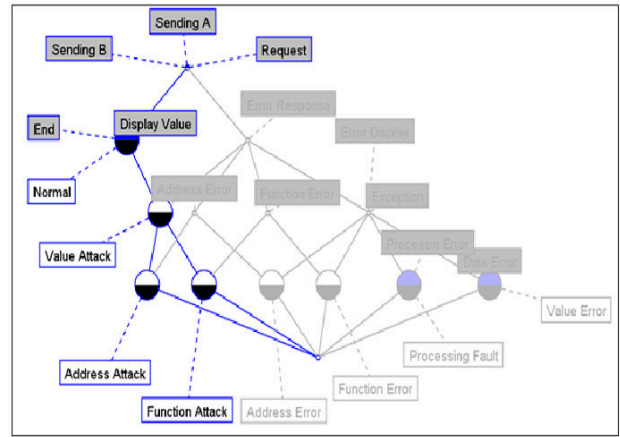 Sending A
Sending B
Request
Error Response
End
Display Value
Error Display
Normal
Address Error
Function Error
Exception
Value Attack
Processin Error
Data Error
Value Error
Address Attack
Processing Fault
Function Attack
Address Error
Function Error